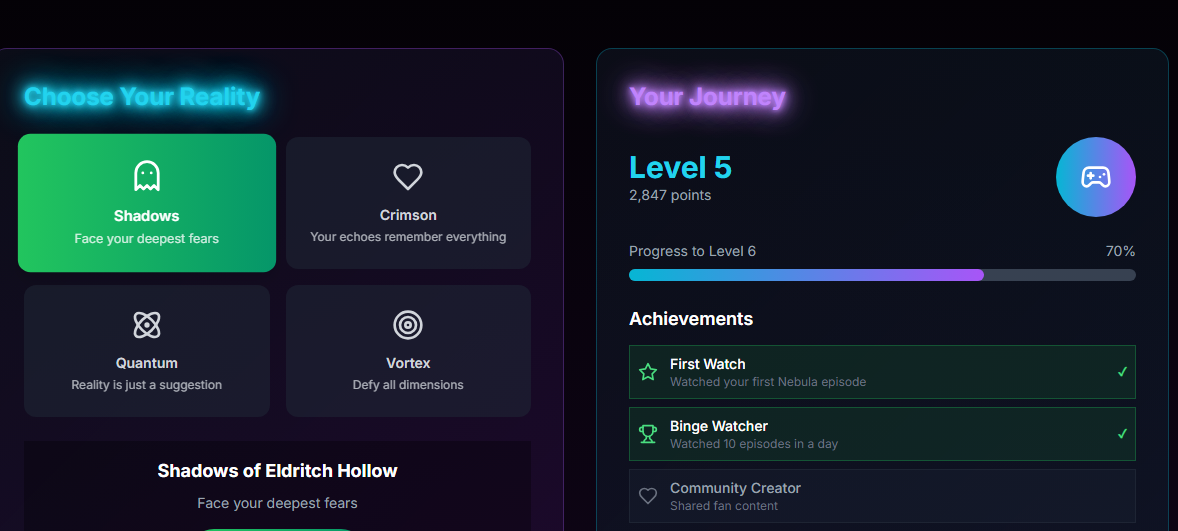 Choose Your Reality
Shadows
Face your deepest fears
Crimson
Your echoes remember everything
Quantum
Reality is just a suggestion
Vortex
Defy all dimensions
Shadows of Eldritch Hollow
Face your deepest fears
Your Journey
Level 5
2,847 points
Progress to Level 6 70%
Achievements
First Watch
Watched your first Nebula episode
✓
Binge Watcher
Watched 10 episodes in a day
✓
Community Creator
Shared fan content